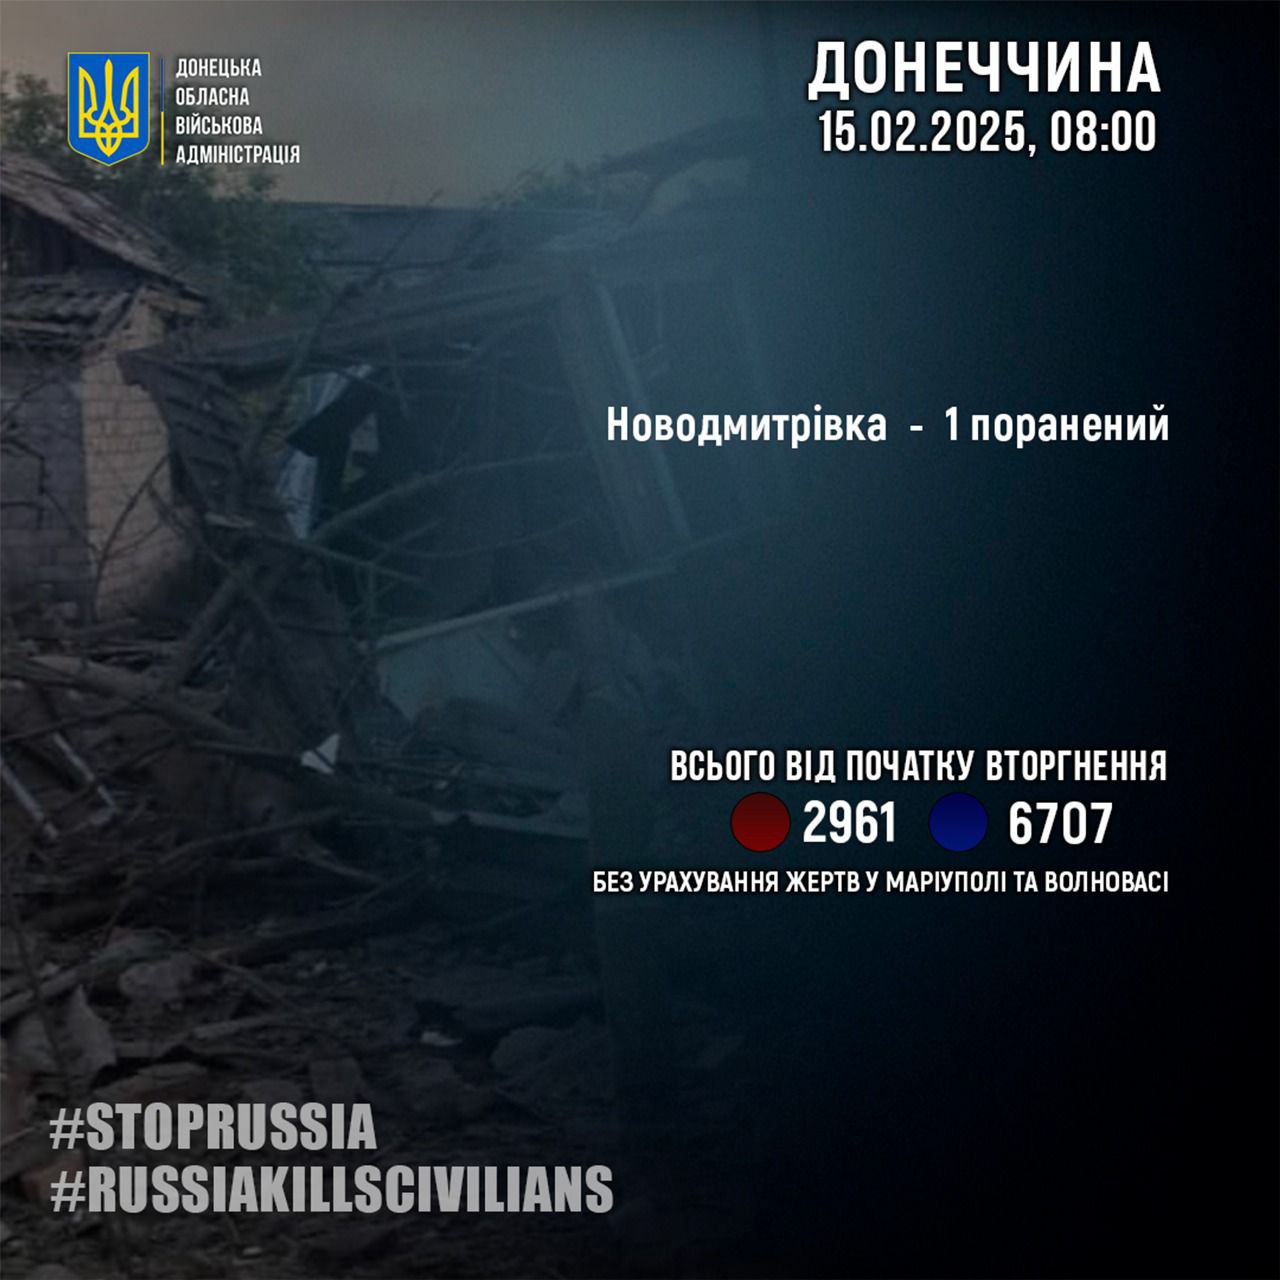 ДОНЕЦЬКА
ОБЛАСНА
ВІЙСЬКОВА
АДМІНІСТРАЦІЯ
ДОНЕЧЧИНА
15.02.2025, 08:00
Новодмитрівка - 1 поранений
ВСЬОГО ВІД ПОЧАТКУ ВТОРГНЕННЯ
2961 6707
БЕЗ УРАХУВАННЯ ЖЕРТВ У МАРІУПОЛІ ТА ВОЛНОВАСІ
#STOPRUSSIA
#RUSSIAKILLSCIVILIANS